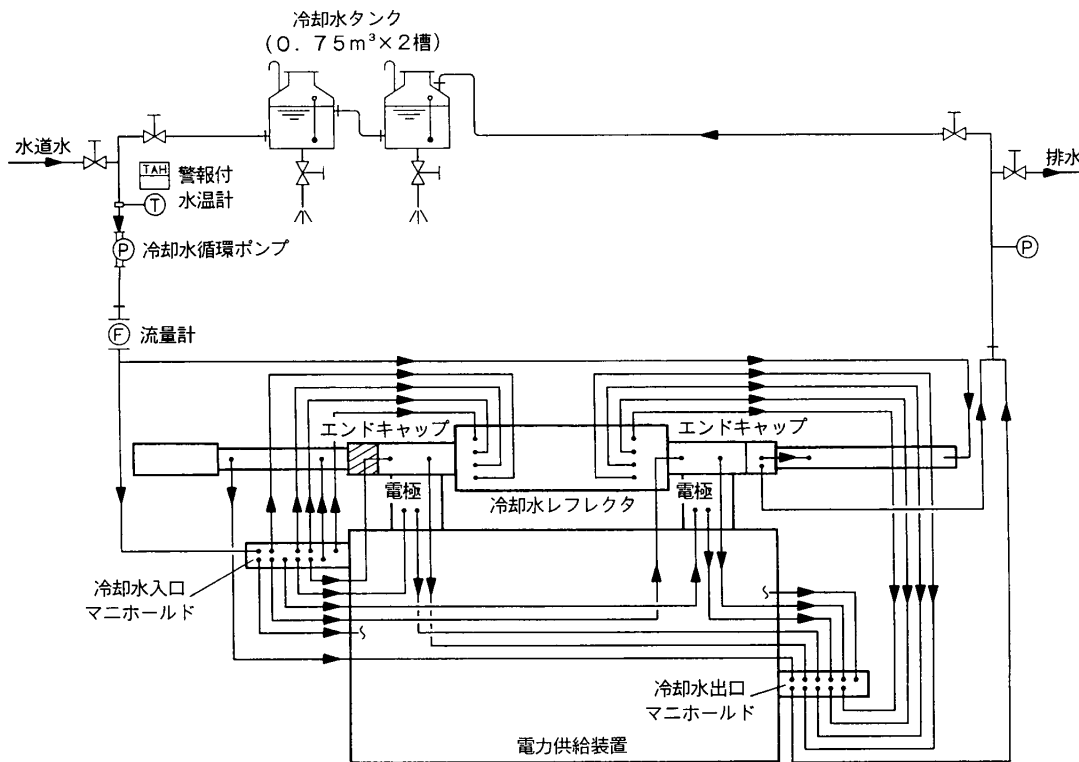 冷却水タンク
(0．75m³×2槽)
水道水
TAH
警報付
水温計
T
排水
P
冷却水循環ポンプ
P
F
流量計
エンドキャップ
エンドキャップ
電極
電極
冷却水レフレクタ
冷却水入口
マニホールド
冷却水出口
マニホールド
電力供給装置